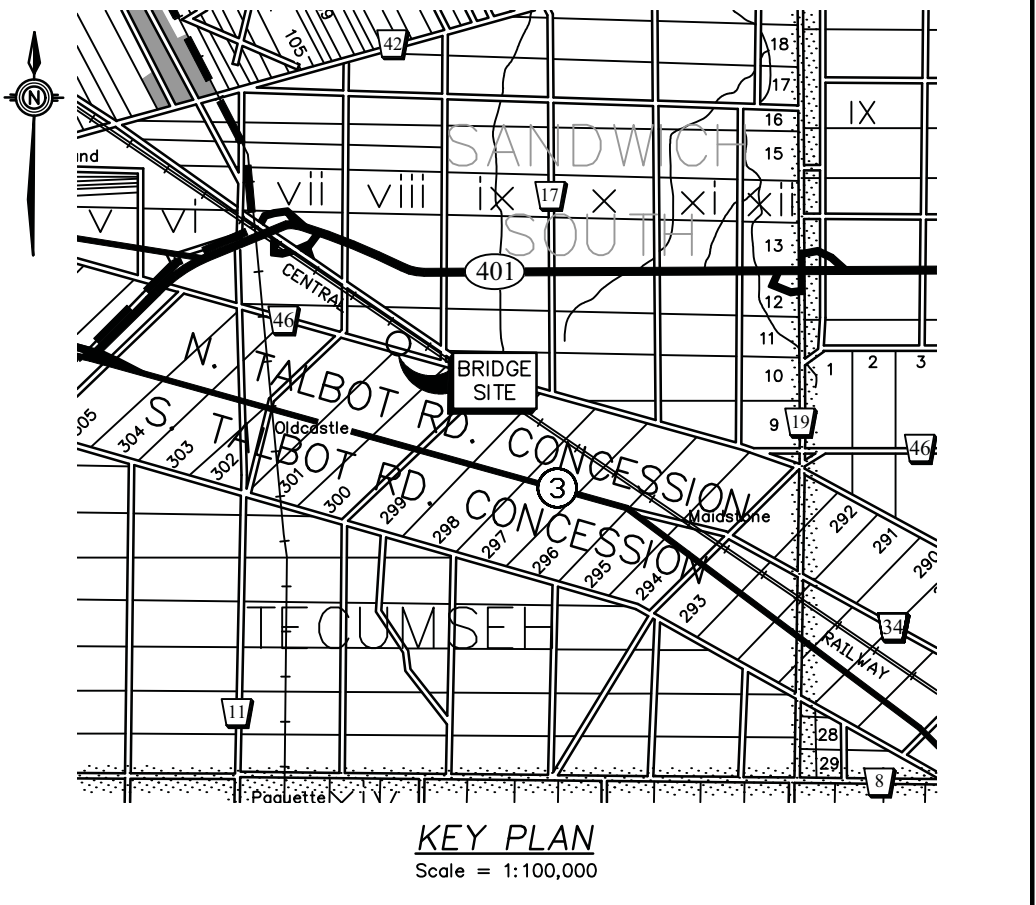 42
105
18
17
16
15
IX
SANDWICH
N
V
VI
vii
viii
ix
17
x
xi
xii
SOUTH
13
401
CENTRAL
12
46
11
N. TALBOT RD. CONCESSION
BRIDGE
SITE
10
1
2
3
9
19
46
S. TALBOT RD. CONCESSION
Oldcastle
304
303
302
301
300
299
298
297
296
295
294
293
3
Maidstone
292
291
290
34
RAILWAY
TECUMSEH
11
28
29
8
Paquette
KEY PLAN
Scale = 1:100,000